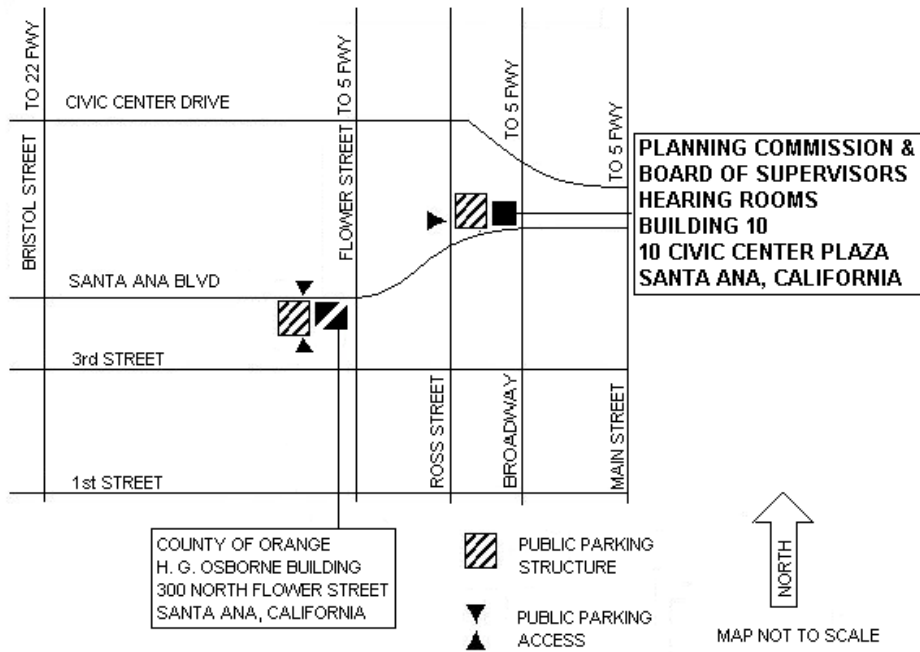 TO 22 FWY
BRISTOL STREET
CIVIC CENTER DRIVE
TO 5 FWY
FLOWER STREET
TO 5 FWY
TO 5 FWY
PLANNING COMMISSION &
BOARD OF SUPERVISORS
HEARING ROOMS
BUILDING 10
10 CIVIC CENTER PLAZA
SANTA ANA, CALIFORNIA
SANTA ANA BLVD
3rd STREET
ROSS STREET
BROADWAY
MAIN STREET
1st STREET
COUNTY OF ORANGE
H. G. OSBORNE BUILDING
300 NORTH FLOWER STREET
SANTA ANA, CALIFORNIA
PUBLIC PARKING
STRUCTURE
PUBLIC PARKING
ACCESS
NORTH
MAP NOT TO SCALE